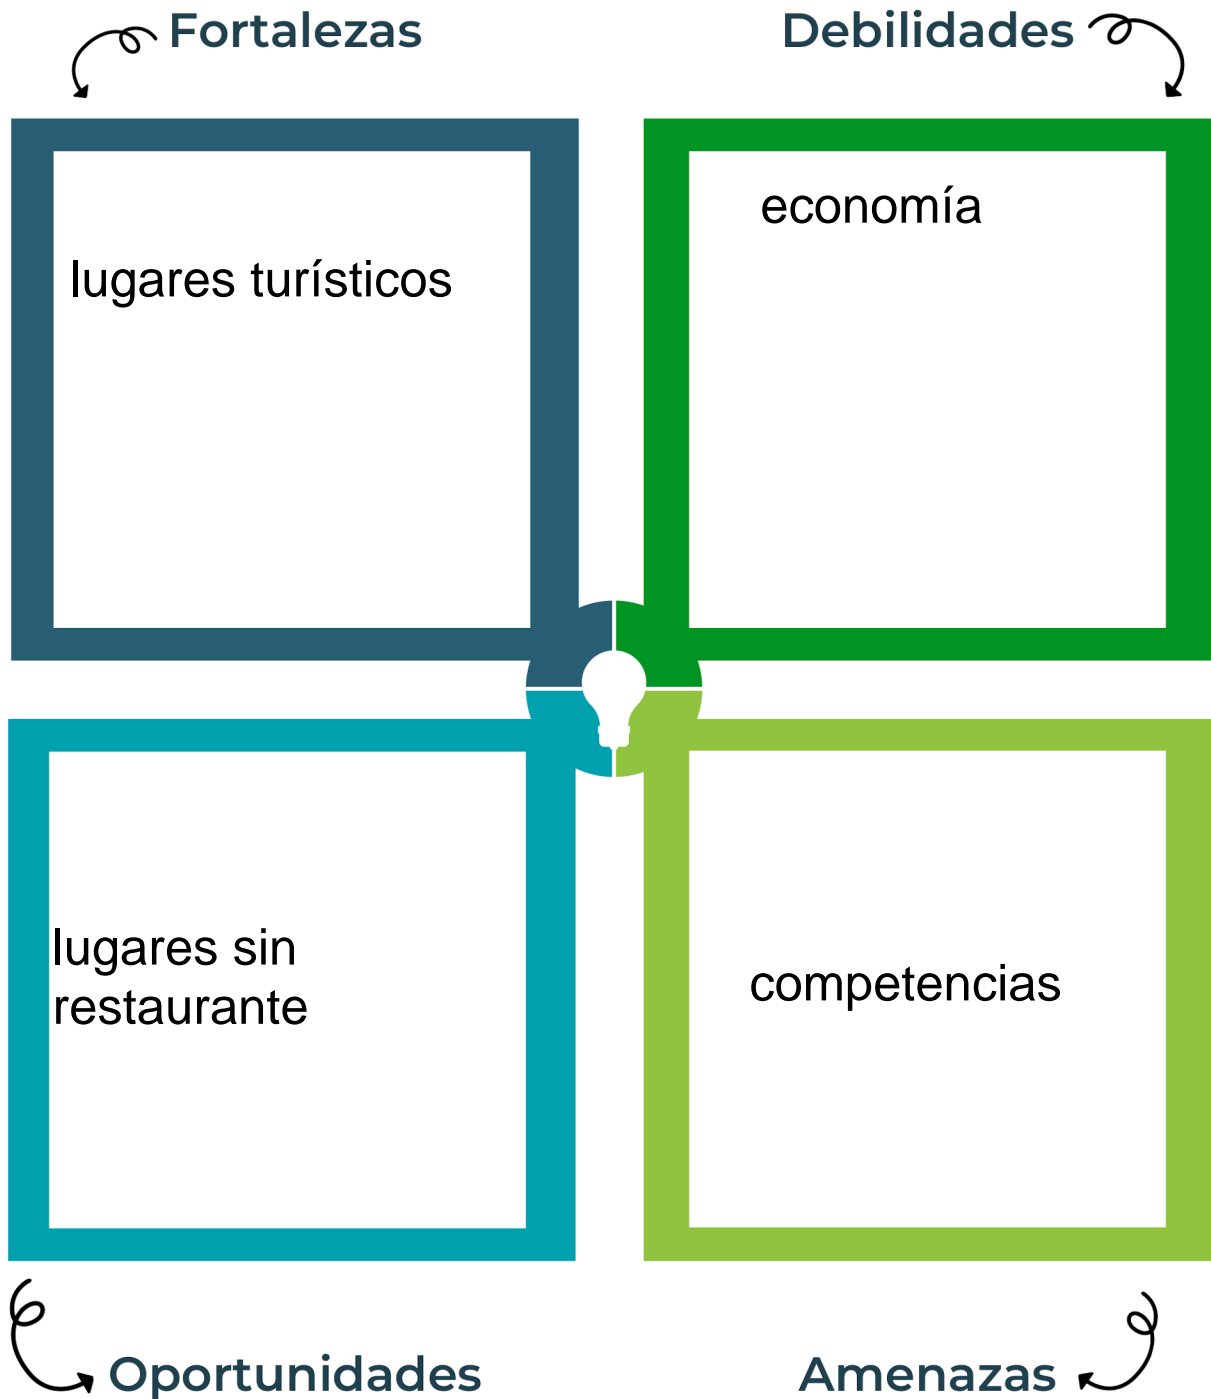 Fortalezas
Debilidades
lugares turísticos
economía
lugares sin
restaurante
competencias
Oportunidades
Amenazas